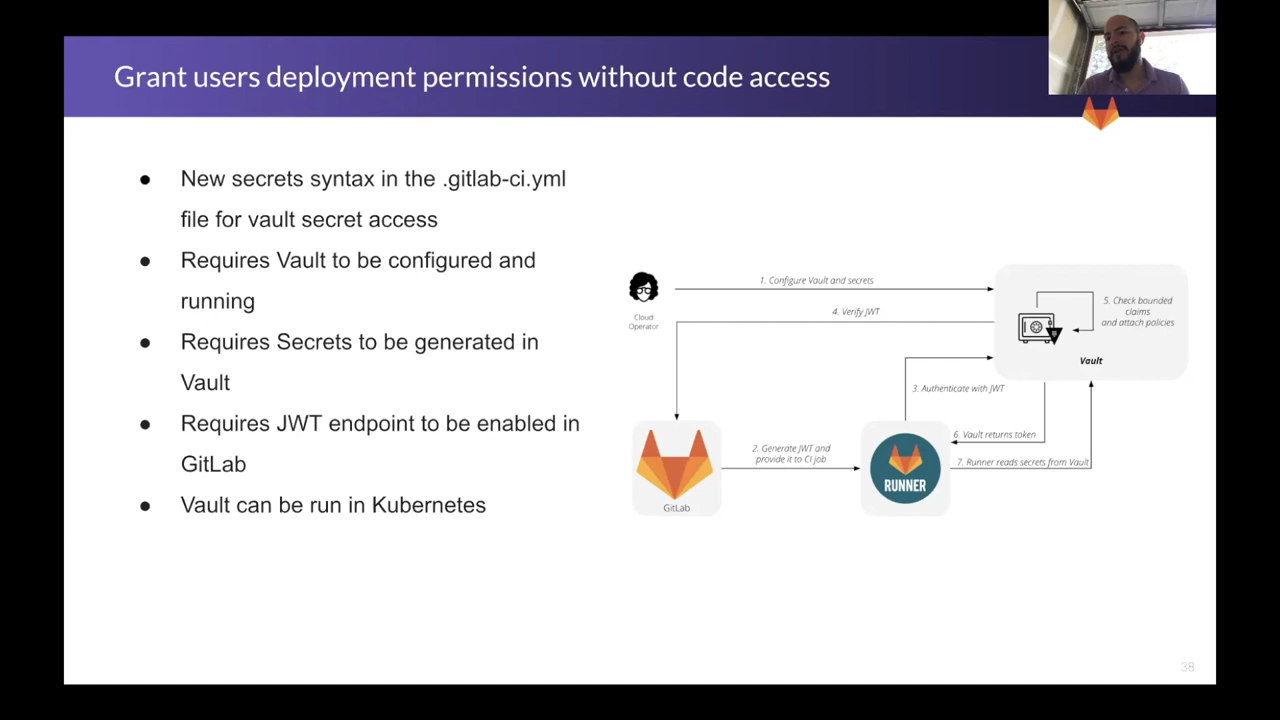 Grant users deployment permissions without code access
● New secrets syntax in the .gitlab-ci.yml
file for vault secret access
● Requires Vault to be configured and
running
● Requires Secrets to be generated in
Vault
● Requires JWT endpoint to be enabled in
GitLab
● Vault can be run in Kubernetes
Cloud
Operator
1. Configure Vault and secrets
4. Verify JWT
5. Check bounded
claims
and attach policies
Vault
3. Authenticate with JWT
6. Vault returns token
2. Generate JWT and
provide it to CI job
7. Runner reads secrets from Vault
RUNNER
GitLab
38